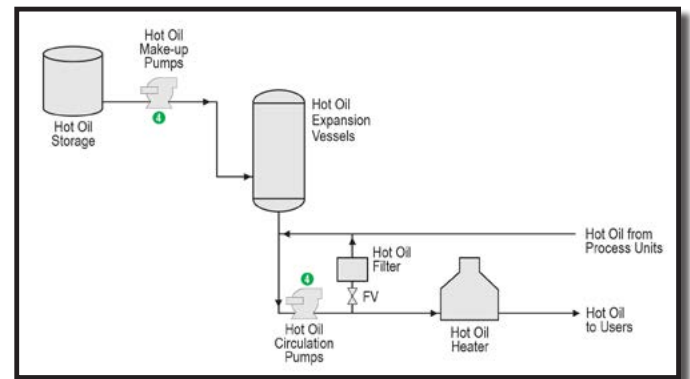 Hot Oil
Make-up
Pumps
4
Hot Oil
Storage
Hot Oil
Expansion
Vessels
Hot Oil from
Process Units
Hot Oil
Filter
4
FV
Hot Oil
Circulation
Pumps
Hot Oil
Heater
Hot Oil
to Users